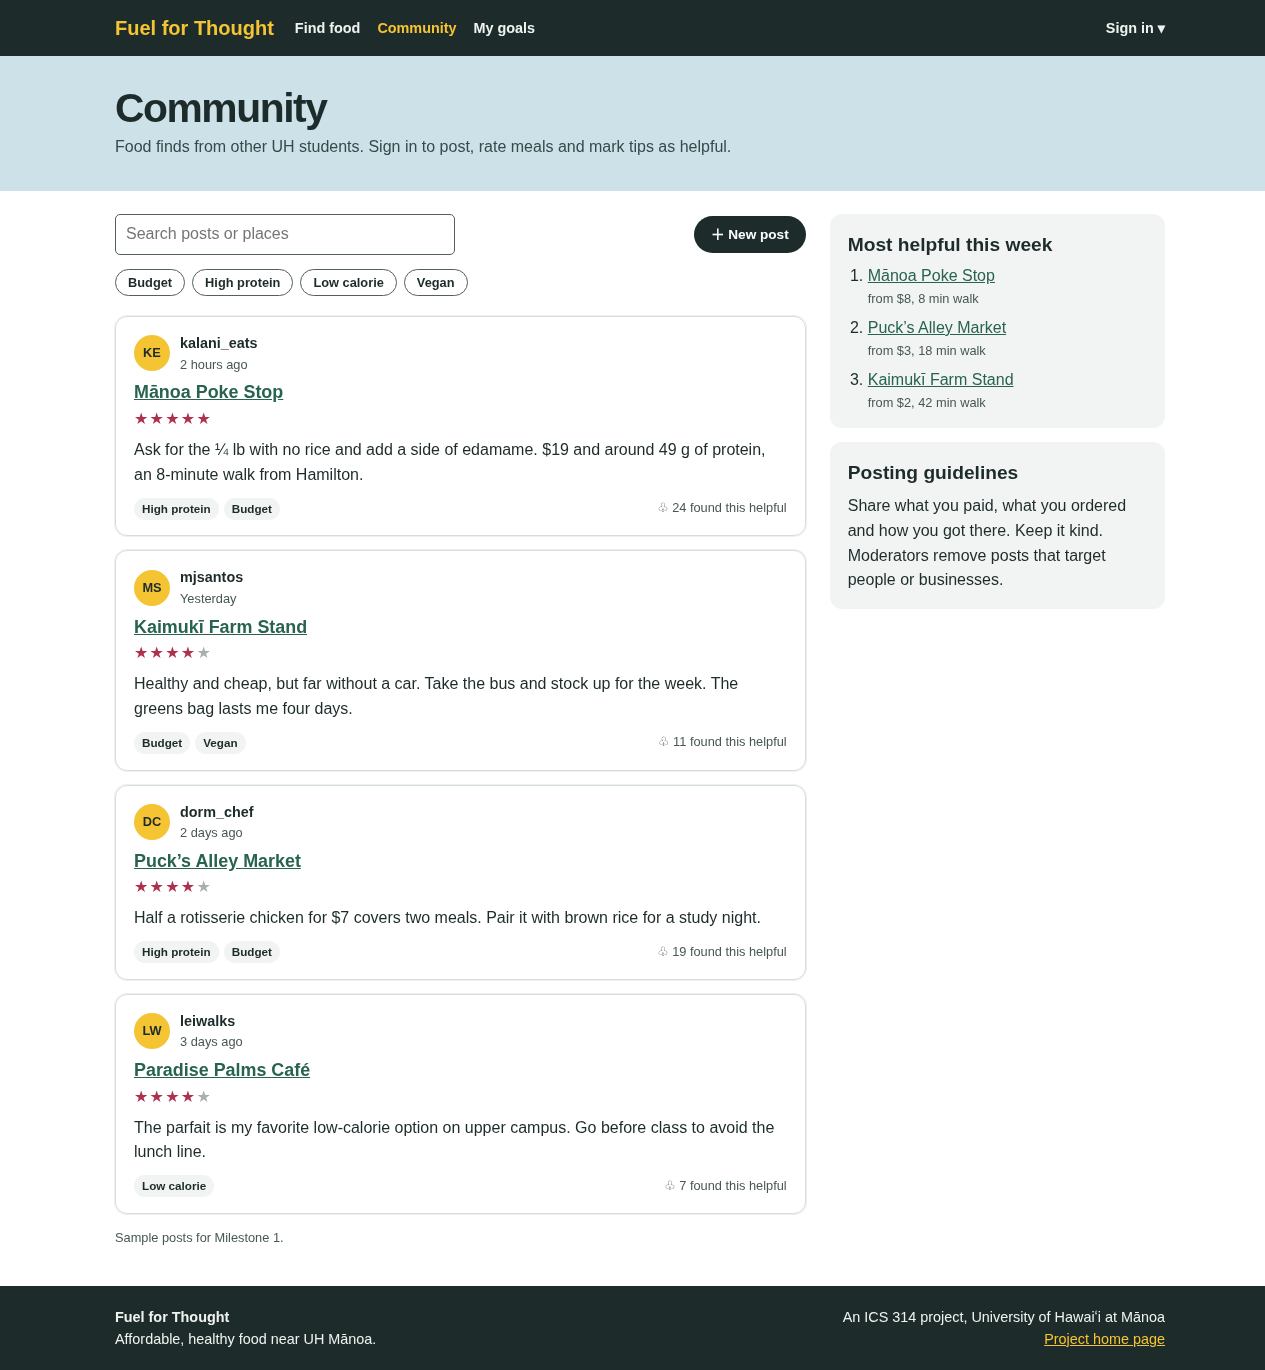 Fuel for Thought Find food Community My goals Sign in ▾
Community
Food finds from other UH students. Sign in to post, rate meals and mark tips as helpful.
Search posts or places
+ New post
Budget High protein Low calorie Vegan
KE kalani_eats
2 hours ago
Mānoa Poke Stop
★★★★★
Ask for the ¼ lb with no rice and add a side of edamame. $19 and around 49 g of protein,
an 8-minute walk from Hamilton.
High protein Budget ♧ 24 found this helpful
MS mjsantos
Yesterday
Kaimukī Farm Stand
★★★★★
Healthy and cheap, but far without a car. Take the bus and stock up for the week. The
greens bag lasts me four days.
Budget Vegan ♧ 11 found this helpful
DC dorm_chef
2 days ago
Puck’s Alley Market
★★★★★
Half a rotisserie chicken for $7 covers two meals. Pair it with brown rice for a study night.
High protein Budget ♧ 19 found this helpful
LW leiwalks
3 days ago
Paradise Palms Café
★★★★★
The parfait is my favorite low-calorie option on upper campus. Go before class to avoid the
lunch line.
Low calorie ♧ 7 found this helpful
Sample posts for Milestone 1.
Most helpful this week
1. Mānoa Poke Stop
from $8, 8 min walk
2. Puck’s Alley Market
from $3, 18 min walk
3. Kaimukī Farm Stand
from $2, 42 min walk
Posting guidelines
Share what you paid, what you ordered
and how you got there. Keep it kind.
Moderators remove posts that target
people or businesses.
Fuel for Thought
Affordable, healthy food near UH Mānoa.
An ICS 314 project, University of Hawaiʻi at Mānoa
Project home page